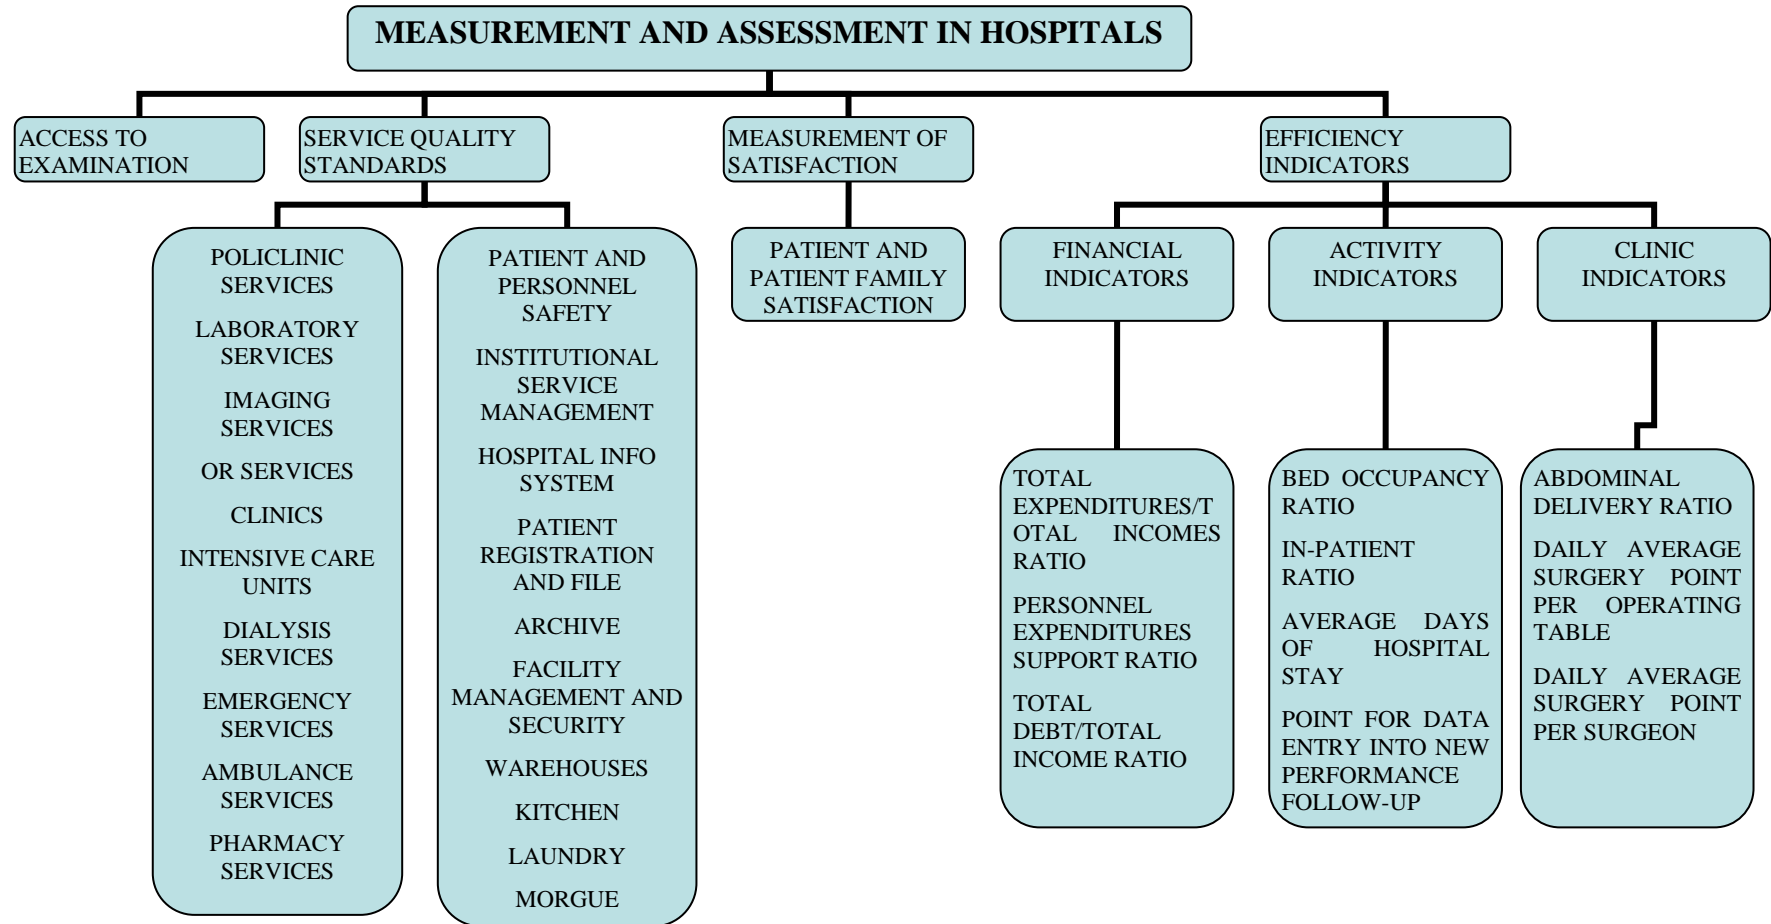 MEASUREMENT AND ASSESSMENT IN HOSPITALS
ACCESS TO
EXAMINATION
SERVICE QUALITY
STANDARDS
MEASUREMENT OF
SATISFACTION
EFFICIENCY
INDICATORS
POLICLINIC
SERVICES
LABORATORY
SERVICES
IMAGING
SERVICES
OR SERVICES
CLINICS
INTENSIVE CARE
UNITS
DIALYSIS
SERVICES
EMERGENCY
SERVICES
AMBULANCE
SERVICES
PHARMACY
SERVICES
PATIENT AND
PERSONNEL
SAFETY
INSTITUTIONAL
SERVICE
MANAGEMENT
HOSPITAL INFO
SYSTEM
PATIENT
REGISTRATION
AND FILE
ARCHIVE
FACILITY
MANAGEMENT AND
SECURITY
WAREHOUSES
KITCHEN
LAUNDRY
MORGUE
PATIENT AND
PATIENT FAMILY
SATISFACTION
FINANCIAL
INDICATORS
ACTIVITY
INDICATORS
CLINIC
INDICATORS
TOTAL
EXPENDITURES/T
OTAL INCOMES
RATIO
PERSONNEL
EXPENDITURES
SUPPORT RATIO
TOTAL
DEBT/TOTAL
INCOME RATIO
BED OCCUPANCY
RATIO
IN-PATIENT
RATIO
AVERAGE DAYS
OF HOSPITAL
STAY
POINT FOR DATA
ENTRY INTO NEW
PERFORMANCE
FOLLOW-UP
ABDOMINAL
DELIVERY RATIO
DAILY AVERAGE
SURGERY POINT
PER OPERATING
TABLE
DAILY AVERAGE
SURGERY POINT
PER SURGEON